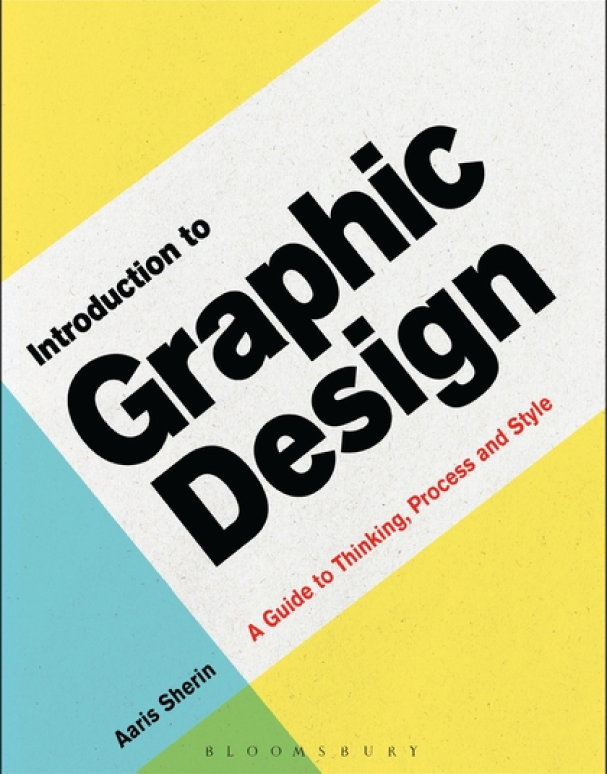 Introduction to
Graphic
Design
A Guide to Thinking, Process and Style
Aaris Sherin
BLOOMSBURY